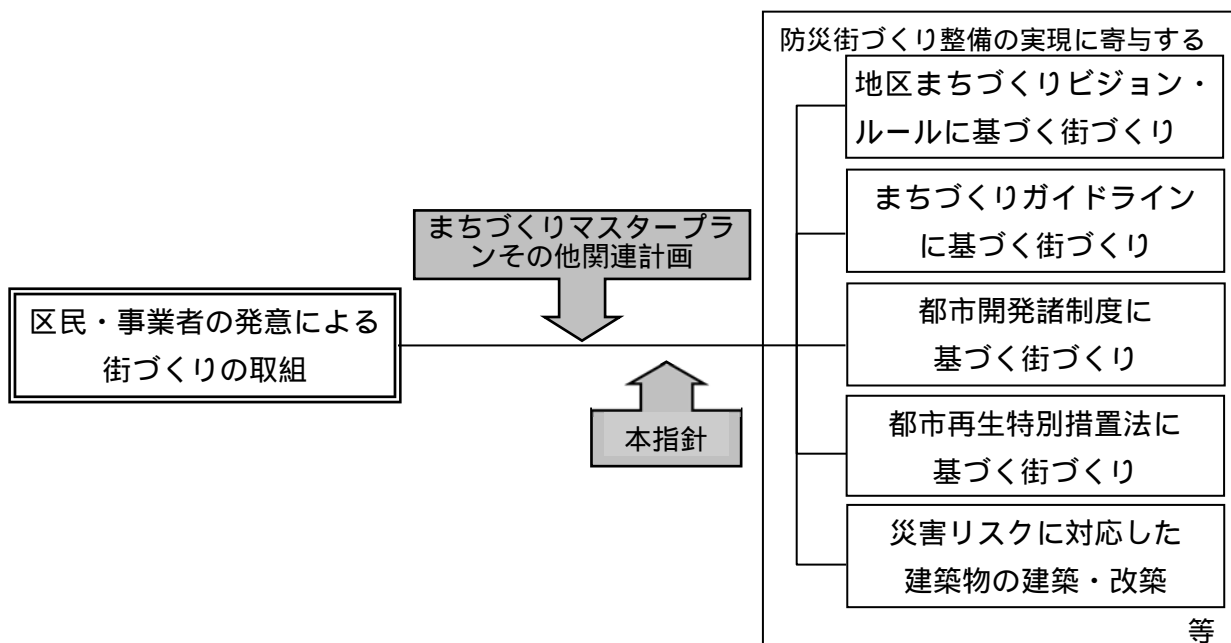 防災街づくり整備の実現に寄与する
地区まちづくりビジョン・
ルールに基づく街づくり
まちづくりガイドライン
に基づく街づくり
まちづくりマスタープラ
ンその他関連計画
区民・事業者の発意による
街づくりの取組
都市開発諸制度に
基づく街づくり
本指針
都市再生特別措置法に
基づく街づくり
災害リスクに対応した
建築物の建築・改築
等